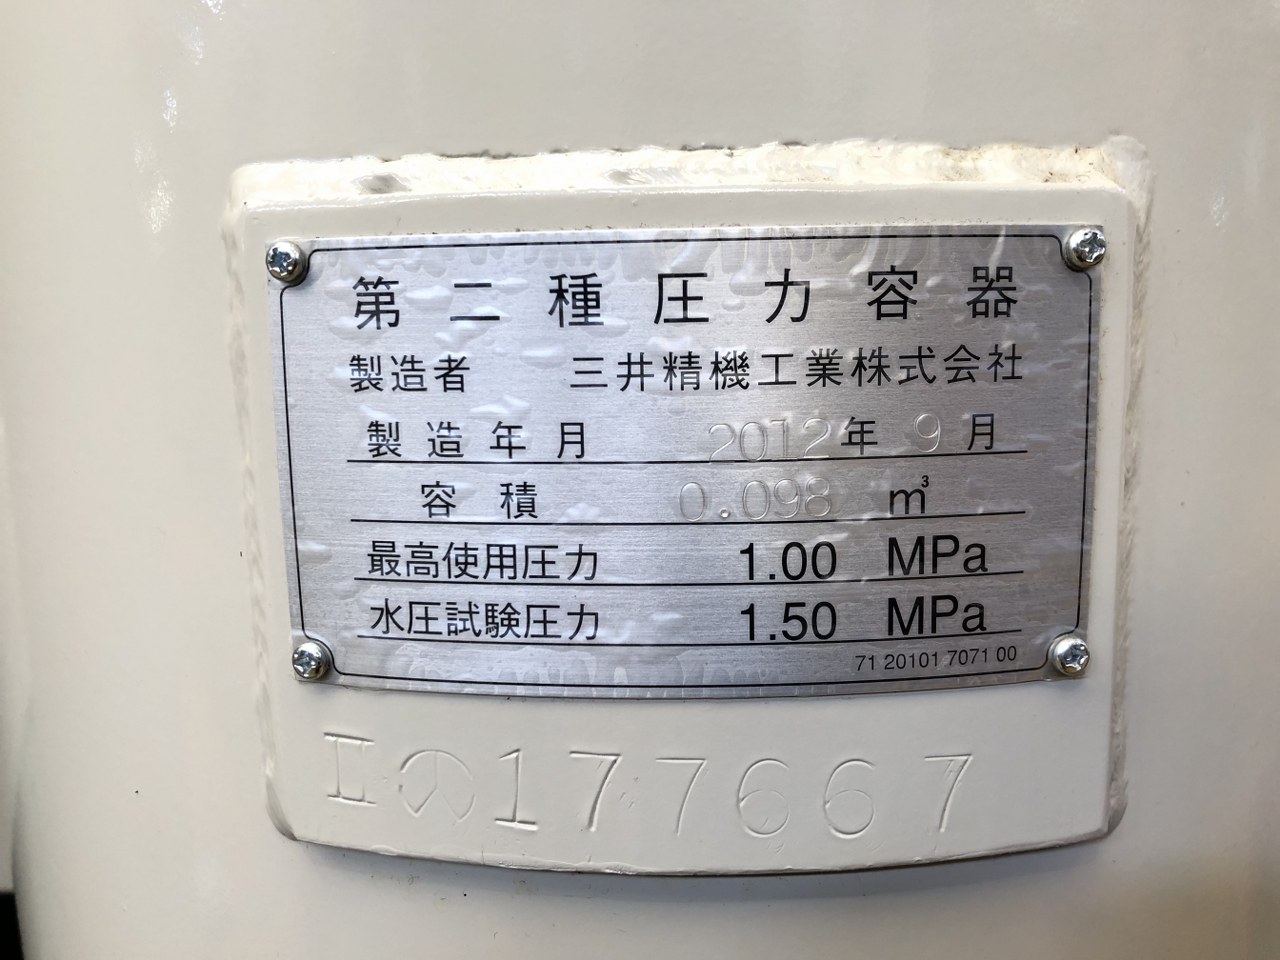 第二種圧力容器
製造者 三井精機工業株式会社
製造年月 2012年 9月
容積 0.098 m³
最高使用圧力 1.00 MPa
水圧試験圧力 1.50 MPa
71 20101 7071 00
177667